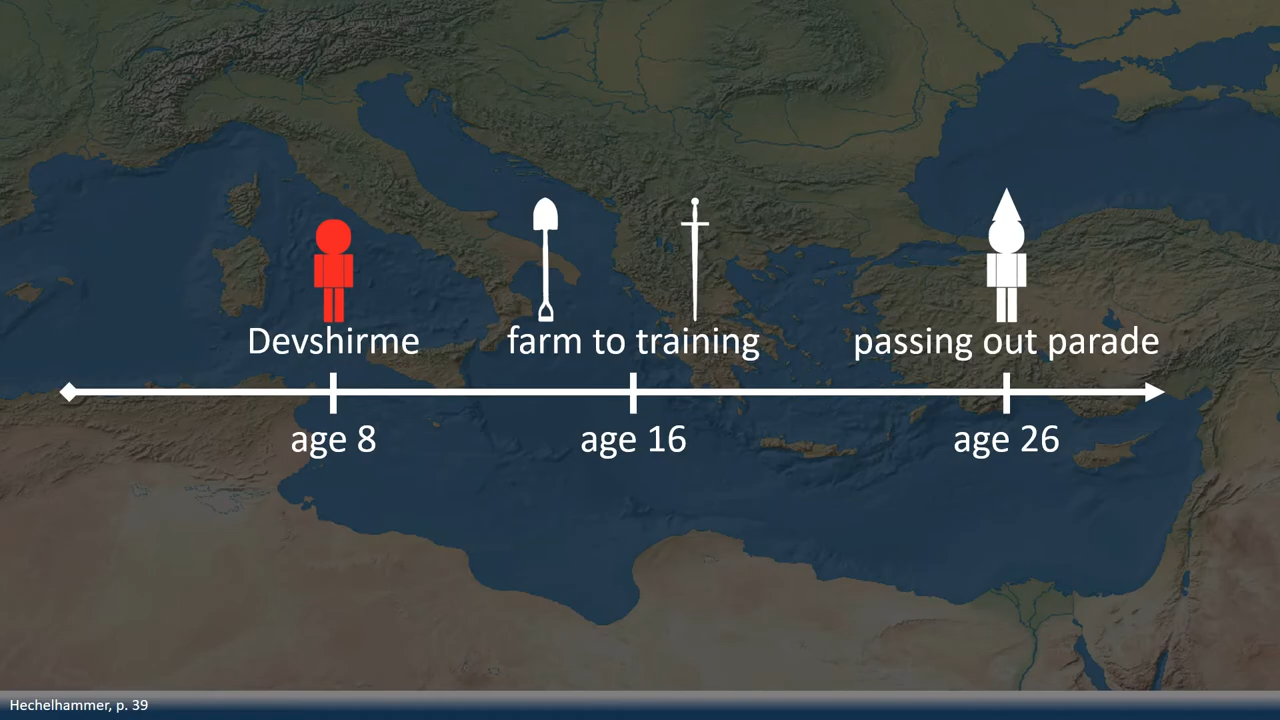 Devshirme
farm to training
passing out parade
age 8
age 16
age 26
Hechelhammer, p. 39